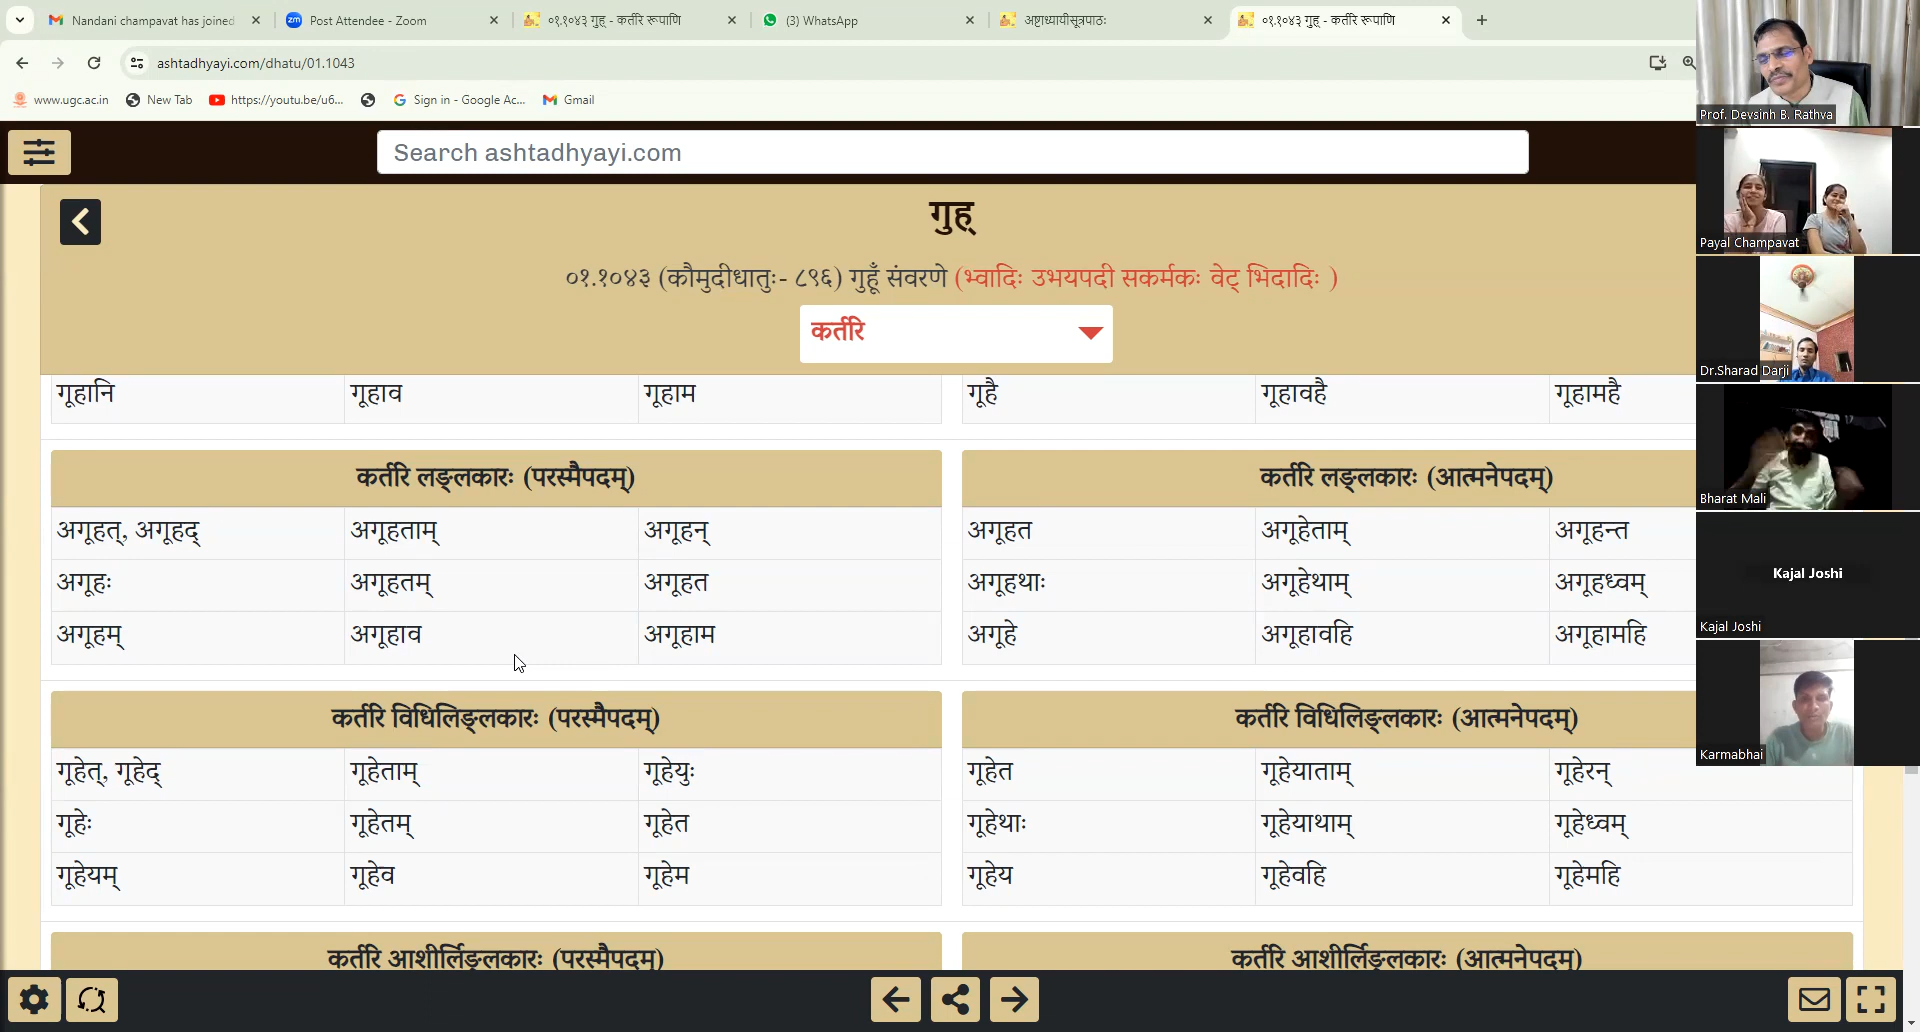 Nandani champavat has joined
Post Attendee - Zoom
०१.१०४३ गुह् - कर्तरि रूपाणि
(3) WhatsApp
अष्टाध्यायीसूत्रपाठः
०१.१०४३ गुह् - कर्तरि रूपाणि
ashtadhyayi.com/dhatu/01.1043
www.ugc.ac.in
New Tab
https://youtu.be/u6...
Sign in - Google Ac...
Gmail
Search ashtadhyayi.com
गुह्
०१.१०४३ (कौमुदीधातुः- ८९६) गुहूँ संवरणे (भ्वादिः उभयपदी सकर्मकः वेट् भिदादिः )
कर्तरि
गूहानि गूहाव गूहाम गूहै गूहावहै गूहामहै
कर्तरि लङ्लकारः (परस्मैपदम्) कर्तरि लङ्लकारः (आत्मनेपदम्)
अगूहत्, अगूहद् अगूहताम् अगूहन् अगूहत अगूहेताम् अगूहन्त
अगूहः अगूहतम् अगूहत अगूहथाः अगूहेथाम् अगूहध्वम्
अगूहम् अगूहाव अगूहाम अगूहे अगूहावहि अगूहामहि
कर्तरि विधिलिङ्लकारः (परस्मैपदम्) कर्तरि विधिलिङ्लकारः (आत्मनेपदम्)
गूहेत्, गूहेद् गूहेताम् गूहेयुः गूहेत गूहेयाताम् गूहेरन्
गूहेः गूहेतम् गूहेत गूहेथाः गूहेयाथाम् गूहेध्वम्
गूहेयम् गूहेव गूहेम गूहेय गूहेवहि गूहेमहि
कर्तरि आशीर्लिङ्लकारः (परस्मैपदम्) कर्तरि आशीर्लिङ्लकारः (आत्मनेपदम्)
Prof. Devsinh B. Rathva
Payal Champavat
Dr.Sharad Darji
Bharat Mali
Kajal Joshi
Kajal Joshi
Karmabhai